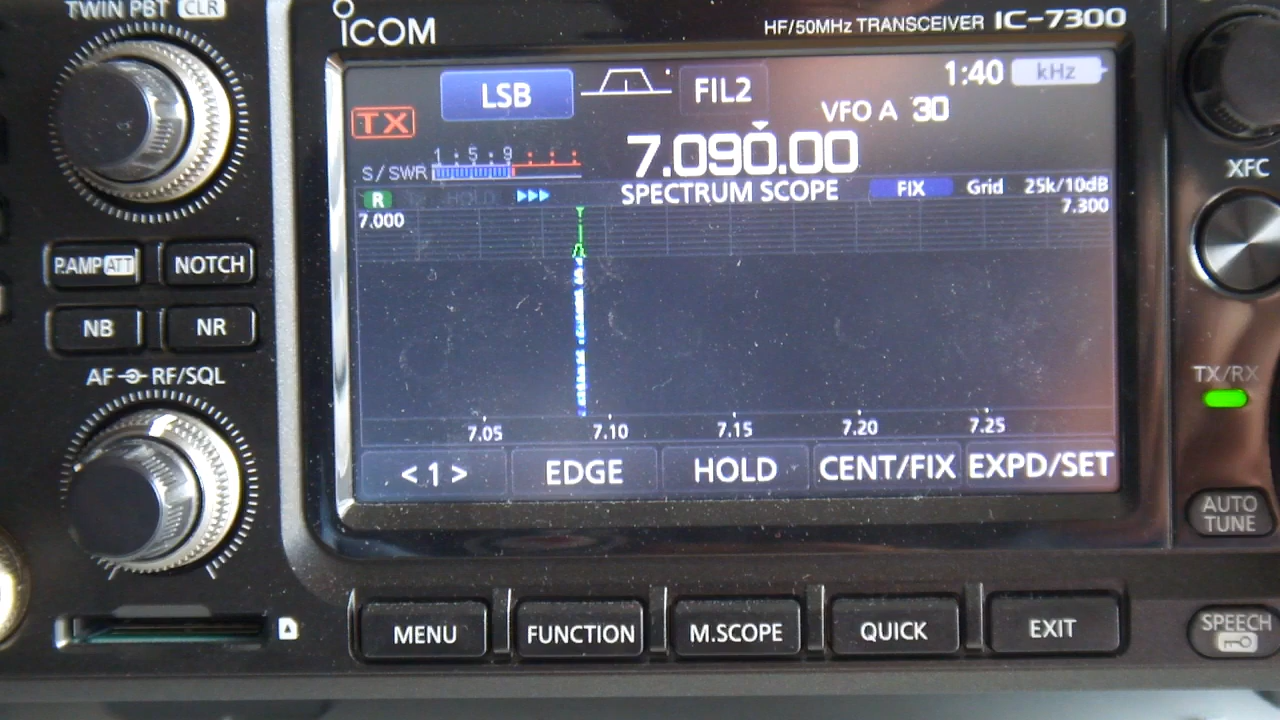 TWIN PBT CLR
ICOM
HF/50MHz TRANSCEIVER IC-7300
LSB
FIL2
1:40 kHz
TX
VFO A 30
7.090.00
1 5 9
S/SWR
R
HOLD
SPECTRUM SCOPE
FIX
Grid
25k/10dB
7.000
7.300
7.05
7.10
7.15
7.20
7.25
< 1 >
EDGE
HOLD
CENT/FIX
EXPD/SET
P.AMP ATT
NOTCH
NB
NR
AF RF/SQL
XFC
TX/RX
AUTO
TUNE
MENU
FUNCTION
M.SCOPE
QUICK
EXIT
SPEECH